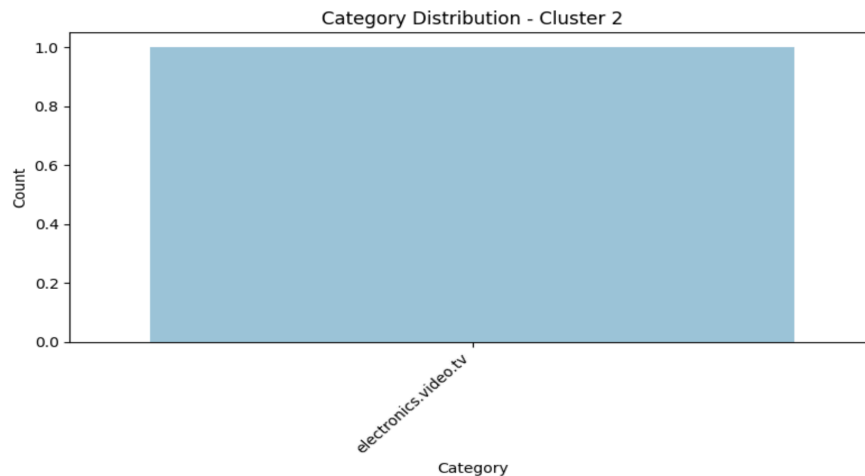 Category Distribution - Cluster 2
1.0
0.8
0.6
0.4
0.2
0.0
Count
electronics.video.tv
Category